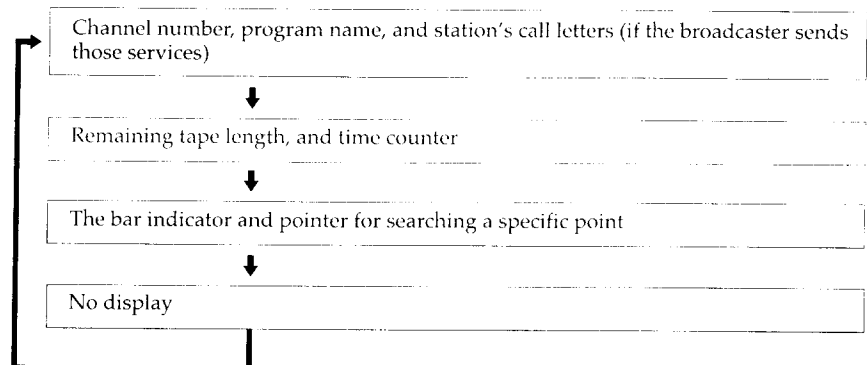 Channel number, program name, and station's call letters (if the broadcaster sends
those services)
Remaining tape length, and time counter
The bar indicator and pointer for searching a specific point
No display